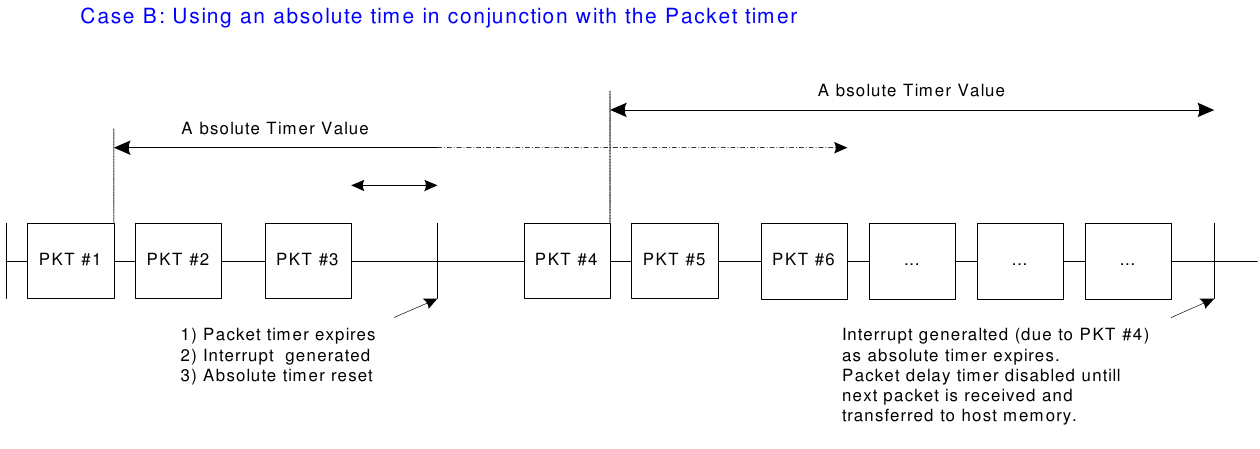 Case B: Using an absolute time in conjunction with the Packet timer
Absolute Timer Value
Absolute Timer Value
PKT #1
PKT #2
PKT #3
PKT #4
PKT #5
PKT #6
...
...
...
1) Packet timer expires
2) Interrupt generated
3) Absolute timer reset
Interrupt generalted (due to PKT #4)
as absolute timer expires.
Packet delay timer disabled untill
next packet is received and
transferred to host memory.